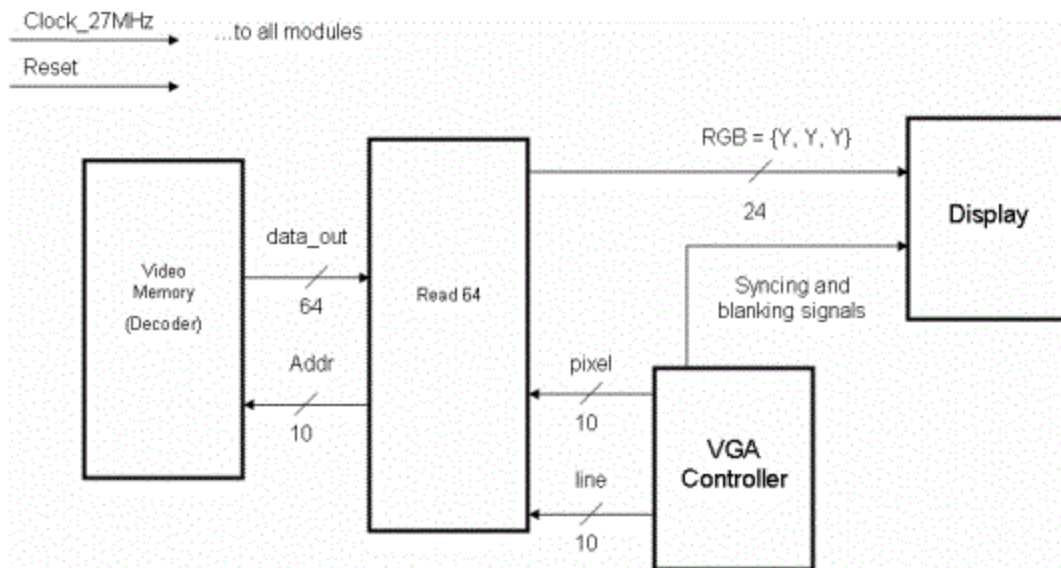 Clock_27MHz
...to all modules
Reset
RGB = {Y, Y, Y}
24
Display
data_out
64
Video
Memory
(Decoder)
Read 64
Syncing and
blanking signals
Addr
10
pixel
10
VGA
Controller
line
10